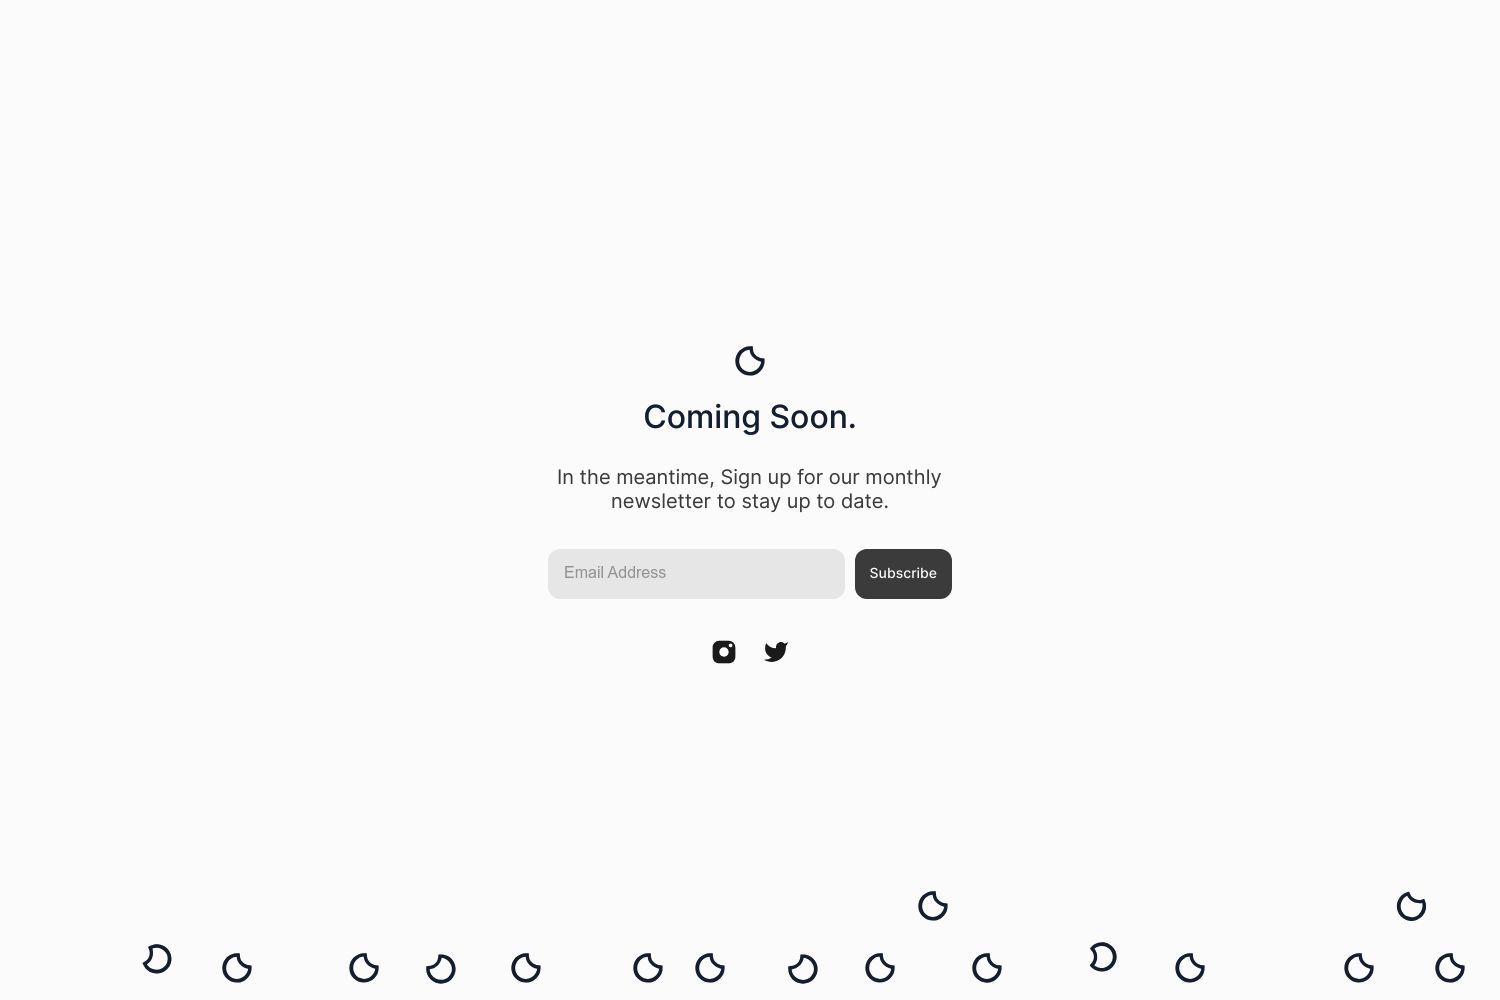 Coming Soon.
In the meantime, Sign up for our monthly
newsletter to stay up to date.
Email Address
Subscribe